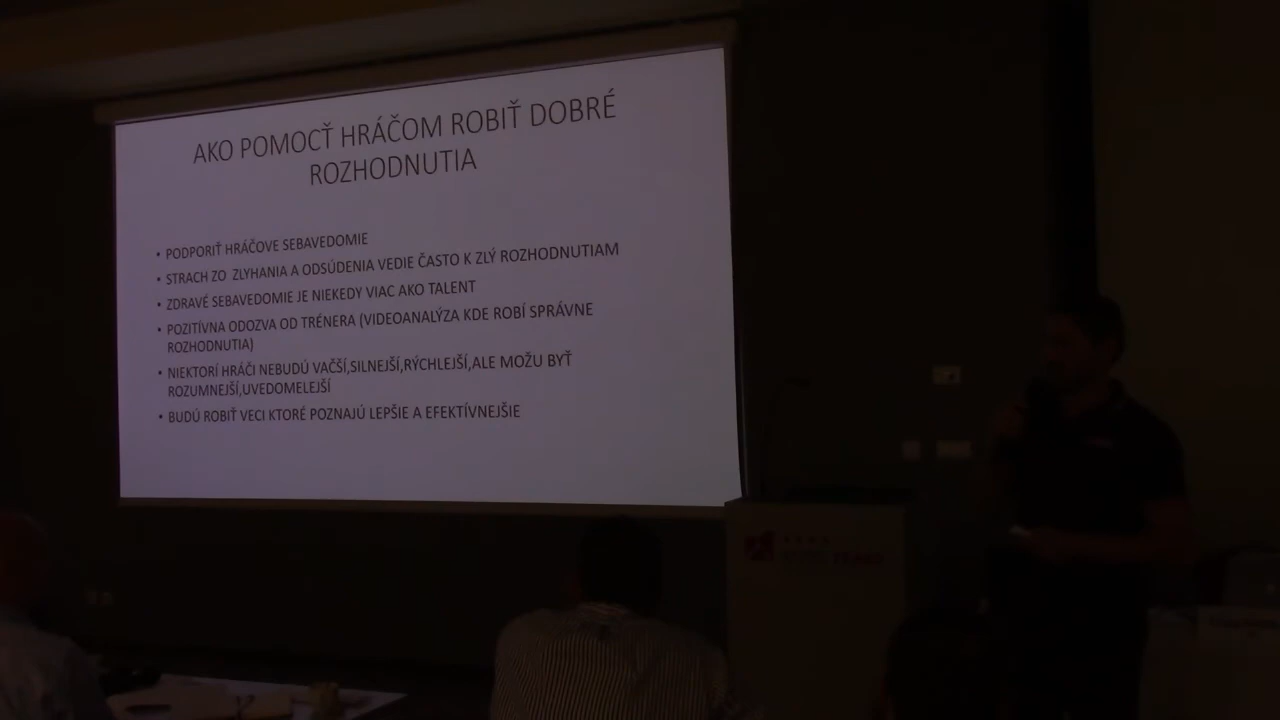 AKO POMOCŤ HRÁČOM ROBIŤ DOBRÉ
ROZHODNUTIA
• PODPORIŤ HRÁČOVE SEBAVEDOMIE
• STRACH ZO ZLYHANIA A ODSÚDENIA VEDIE ČASTO K ZLÝ ROZHODNUTIAM
• ZDRAVÉ SEBAVEDOMIE JE NIEKEDY VIAC AKO TALENT
• POZITÍVNA ODOZVA OD TRÉNERA (VIDEOANALÝZA KDE ROBÍ SPRÁVNE
ROZHODNUTIA)
• NIEKTORÍ HRÁČI NEBUDÚ VAČŠÍ,SILNEJŠÍ,RÝCHLEJŠÍ,ALE MOŽU BYŤ
ROZUMNEJŠÍ,UVEDOMELEJŠÍ
• BUDÚ ROBIŤ VECI KTORÉ POZNAJÚ LEPŠIE A EFEKTÍVNEJŠIE